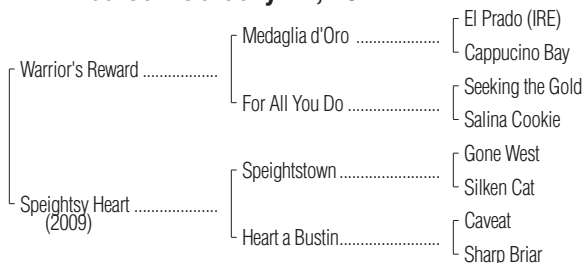 El Prado (IRE)
Medaglia d'Oro ....................
Cappucino Bay
Warrior's Reward .................
Seeking the Gold
For All You Do ......................
Salina Cookie
Gone West
Speightstown ........................
Silken Cat
Speightsy Heart ...................
(2009)
Caveat
Heart a Bustin.......................
Sharp Briar